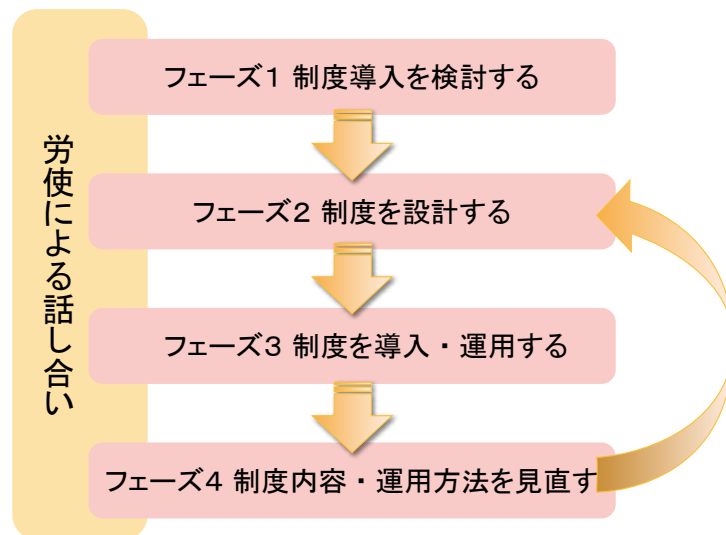 労使による話し合い
フェーズ1 制度導入を検討する
フェーズ2 制度を設計する
フェーズ3 制度を導入・運用する
フェーズ4 制度内容・運用方法を見直す